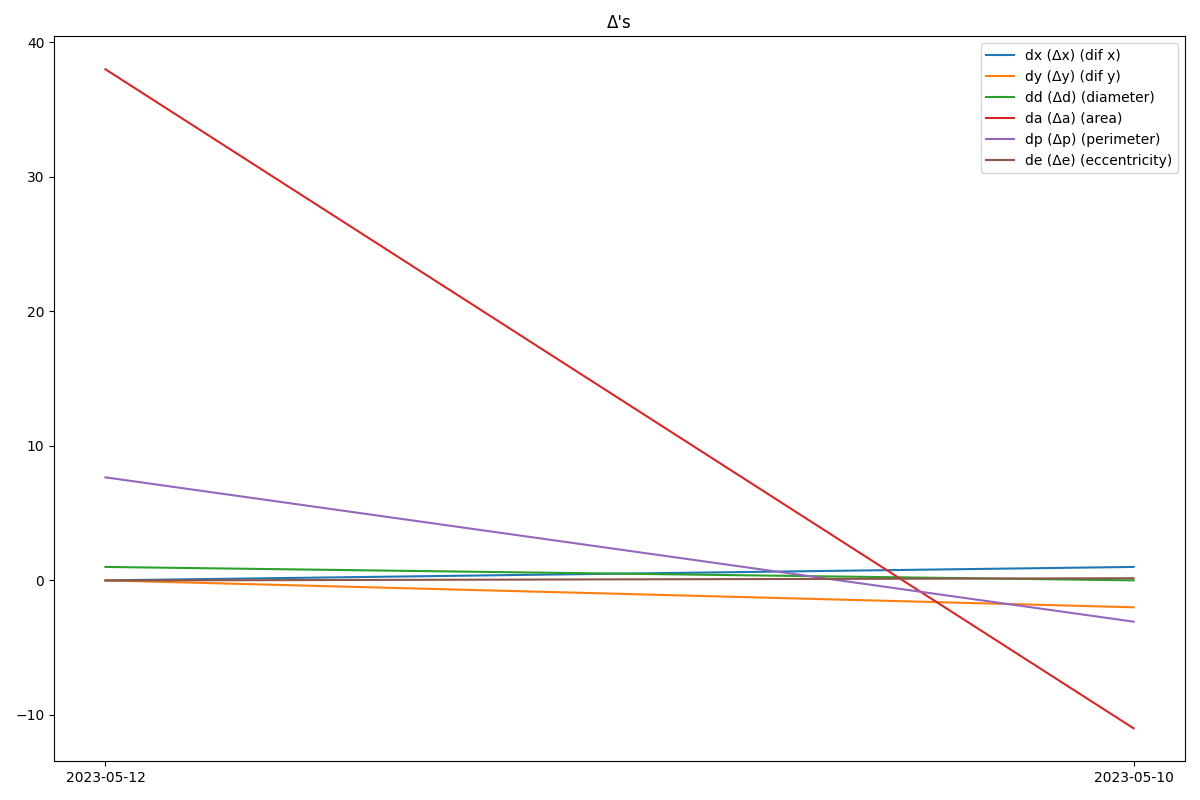 Δ's
40
30
20
10
0
−10
2023-05-12
2023-05-10
dx (Δx) (dif x)
dy (Δy) (dif y)
dd (Δd) (diameter)
da (Δa) (area)
dp (Δp) (perimeter)
de (Δe) (eccentricity)